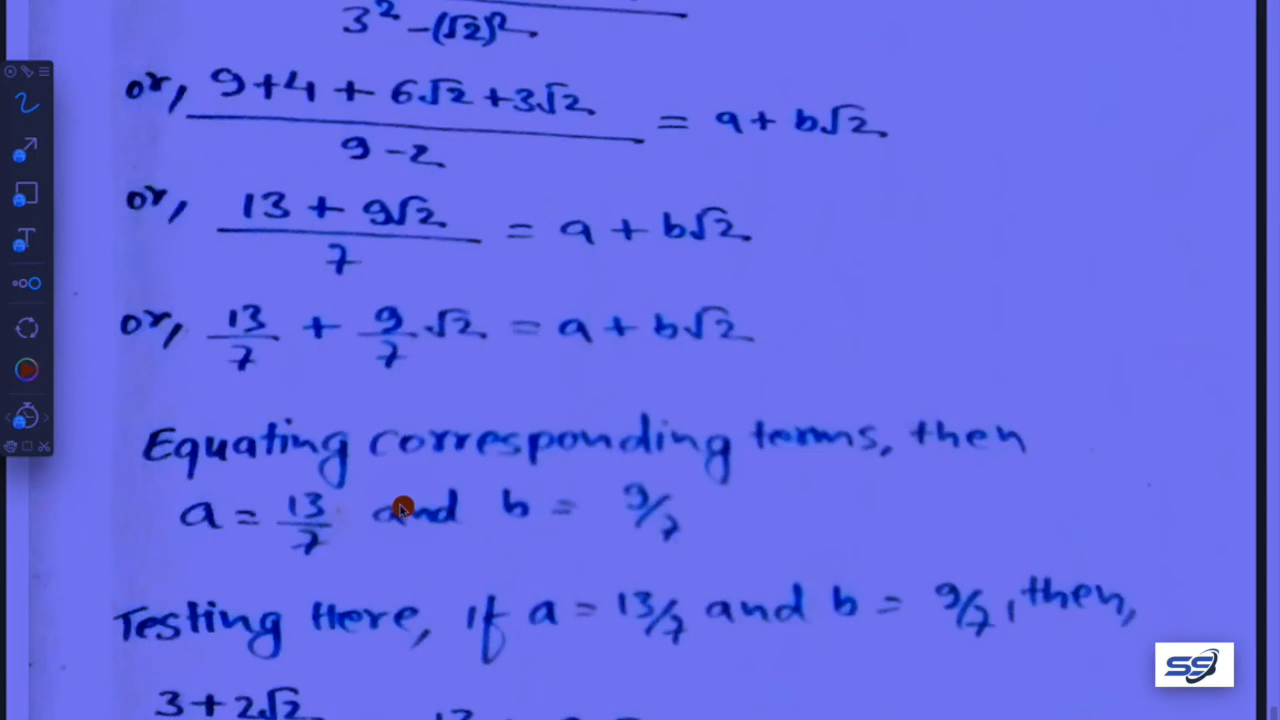 3² - (√2)²
or, 9+4 + 6√2 + 3√2 / 9-2 = a + b√2
or, 13 + 9√2 / 7 = a + b√2
or, 13/7 + 9/7 √2 = a + b√2
Equating corresponding terms, then
a = 13/7 and b = 9/7
Testing Here, if a = 13/7 and b = 9/7, then,
3+2√2
SS